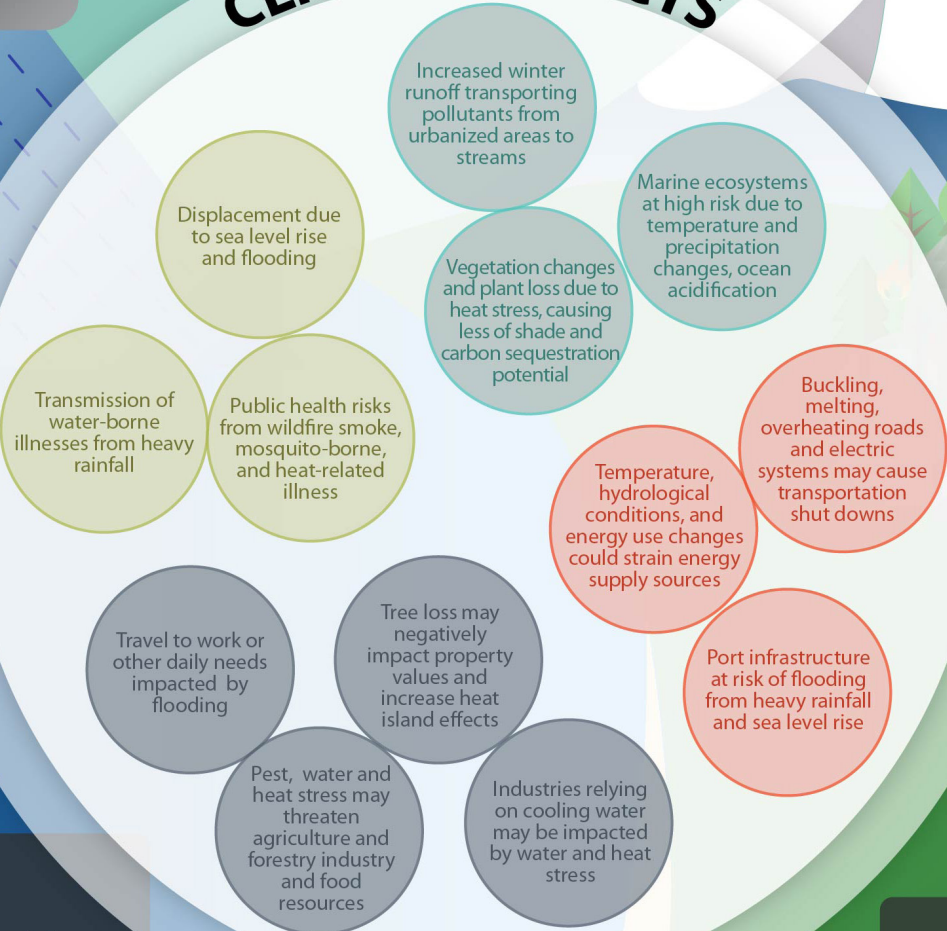 Increased winter
runoff transporting
pollutants from
urbanized areas to
streams
Marine ecosystems
at high risk due to
temperature and
precipitation
changes, ocean
acidification
Vegetation changes
and plant loss due to
heat stress, causing
less of shade and
carbon sequestration
potential
Displacement due
to sea level rise
and flooding
Transmission of
water-borne
illnesses from heavy
rainfall
Public health risks
from wildfire smoke,
mosquito-borne,
and heat-related
illness
Buckling,
melting,
overheating roads
and electric
systems may cause
transportation
shut downs
Temperature,
hydrological
conditions, and
energy use changes
could strain energy
supply sources
Port infrastructure
at risk of flooding
from heavy rainfall
and sea level rise
Travel to work or
other daily needs
impacted by
flooding
Tree loss may
negatively
impact property
values and
increase heat
island effects
Pest, water and
heat stress may
threaten
agriculture and
forestry industry
and food
resources
Industries relying
on cooling water
may be impacted
by water and heat
stress